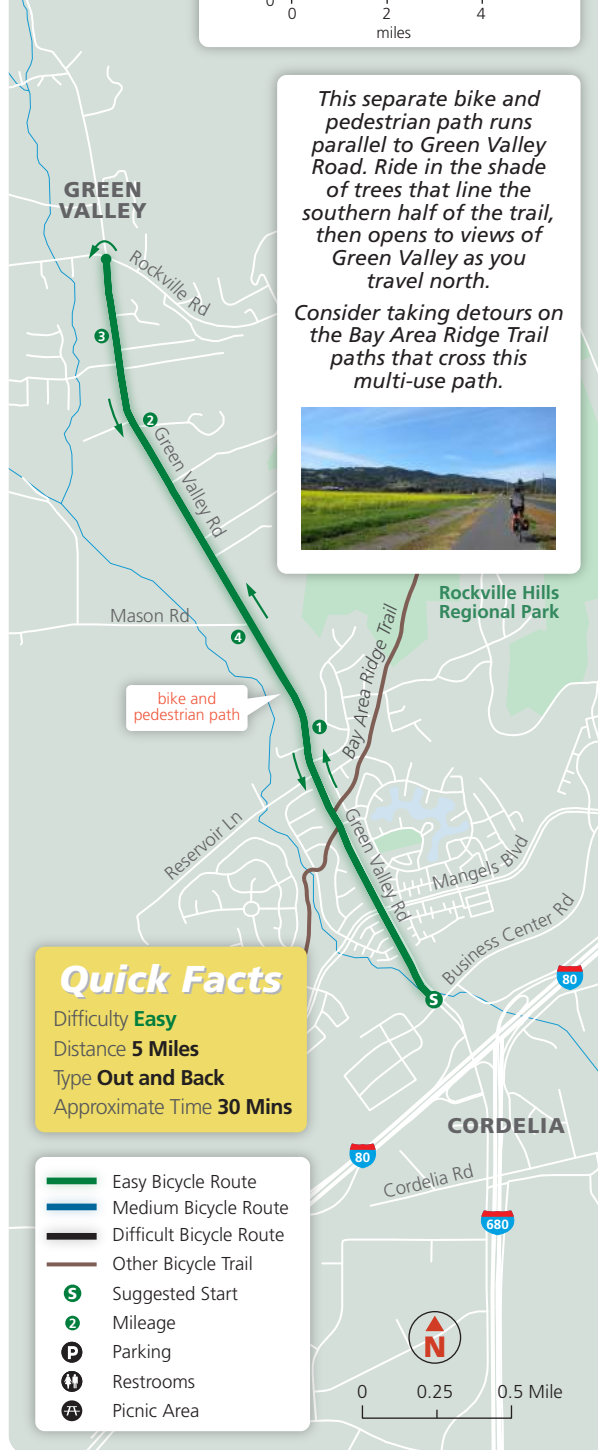 0
0 2 4
miles
This separate bike and
pedestrian path runs
parallel to Green Valley
Road. Ride in the shade
of trees that line the
southern half of the trail,
then opens to views of
Green Valley as you
travel north.
Consider taking detours on
the Bay Area Ridge Trail
paths that cross this
multi-use path.
GREEN
VALLEY
Rockville Rd
3
2
Green Valley Rd
Rockville Hills
Regional Park
Mason Rd
4
Bay Area Ridge Trail
bike and
pedestrian path
1
Reservoir Ln
Green Valley Rd
Mangels Blvd
Business Center Rd
80
S
Quick Facts
Difficulty Easy
Distance 5 Miles
Type Out and Back
Approximate Time 30 Mins
CORDELIA
80
Cordelia Rd
680
Easy Bicycle Route
Medium Bicycle Route
Difficult Bicycle Route
Other Bicycle Trail
S Suggested Start
2 Mileage
P Parking
Restrooms
Picnic Area
N
0 0.25 0.5 Mile